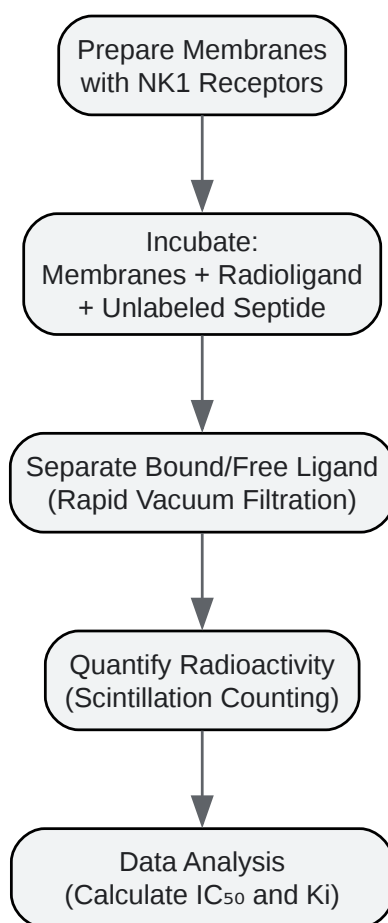 Prepare Membranes
with NK1 Receptors
Incubate:
Membranes + Radioligand
+ Unlabeled Septide
Separate Bound/Free Ligand
(Rapid Vacuum Filtration)
Quantify Radioactivity
(Scintillation Counting)
Data Analysis
(Calculate IC₅₀ and Ki)